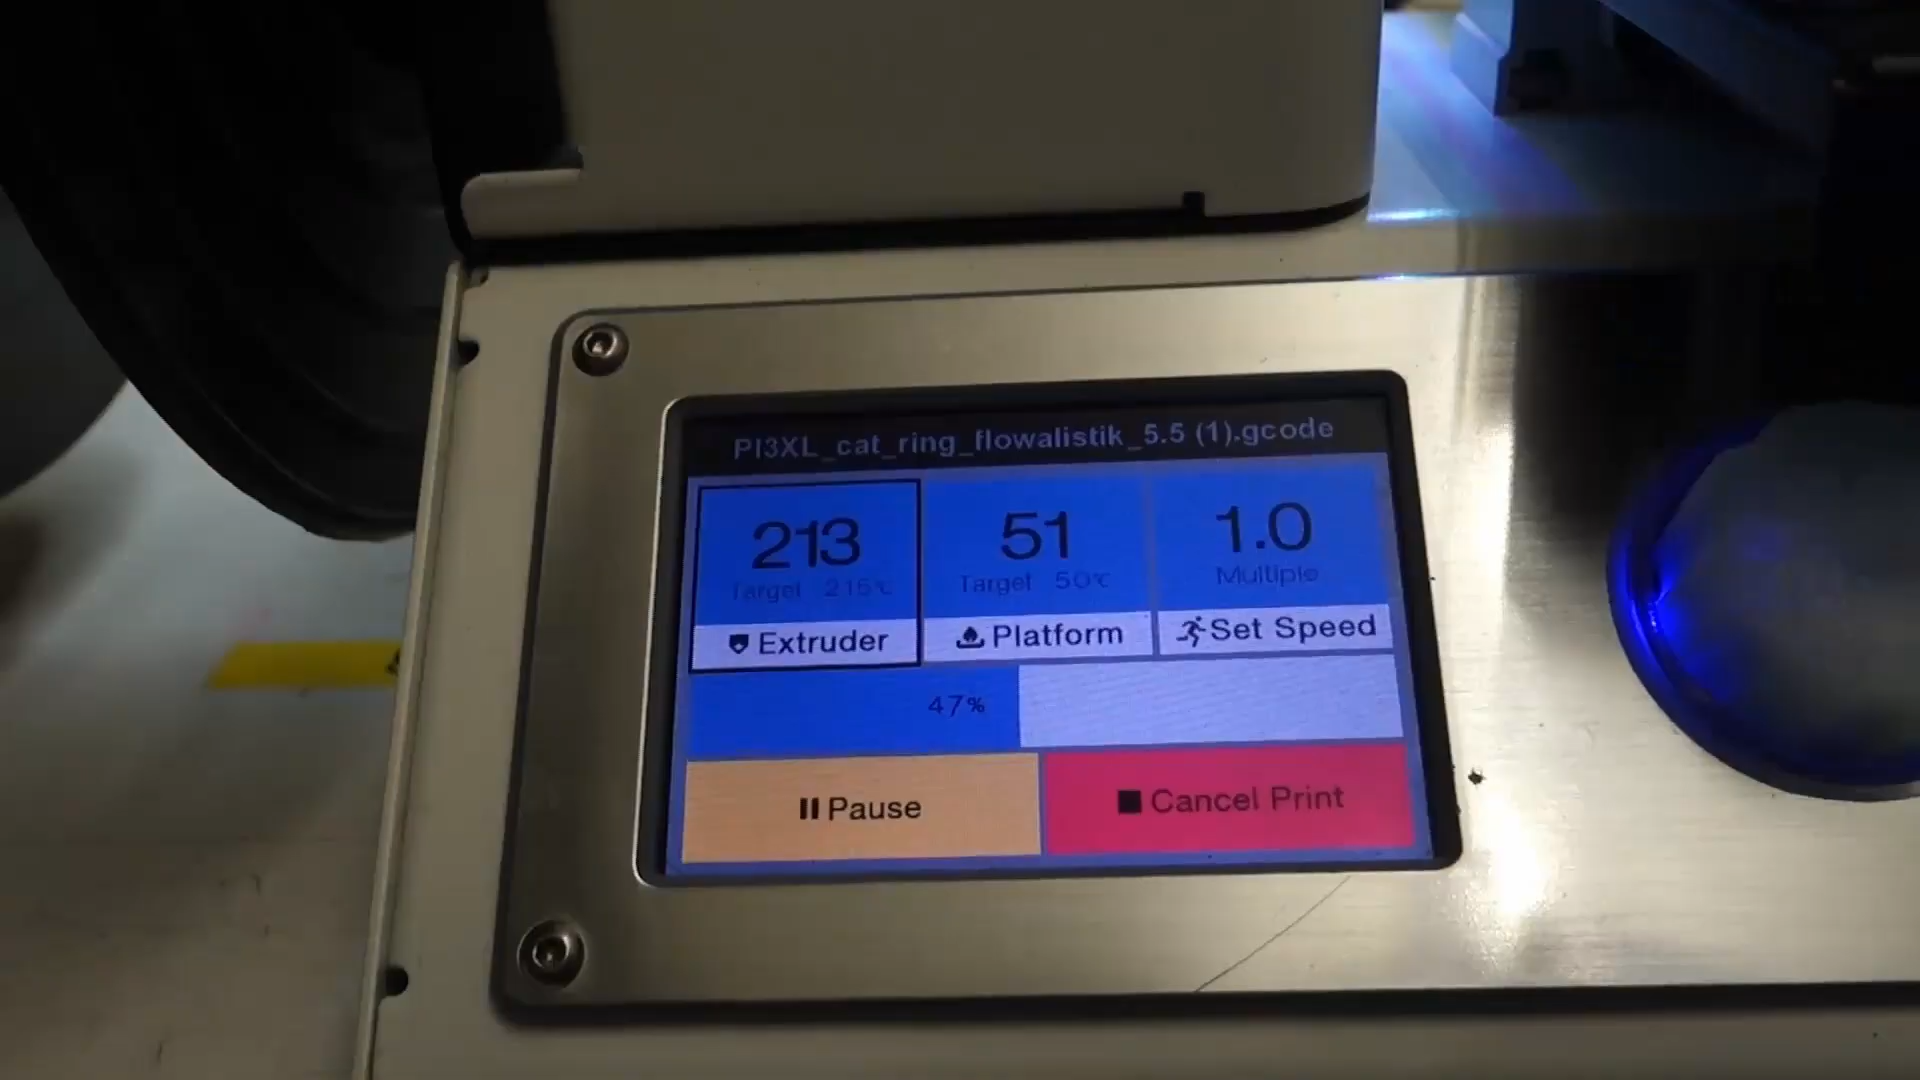 PI3XL_cat_ring_flowalistik_5.5 (1).gcode
213 51 1.0
Target 215℃ Target 50℃ Multiple
Extruder Platform Set Speed
47%
Pause Cancel Print